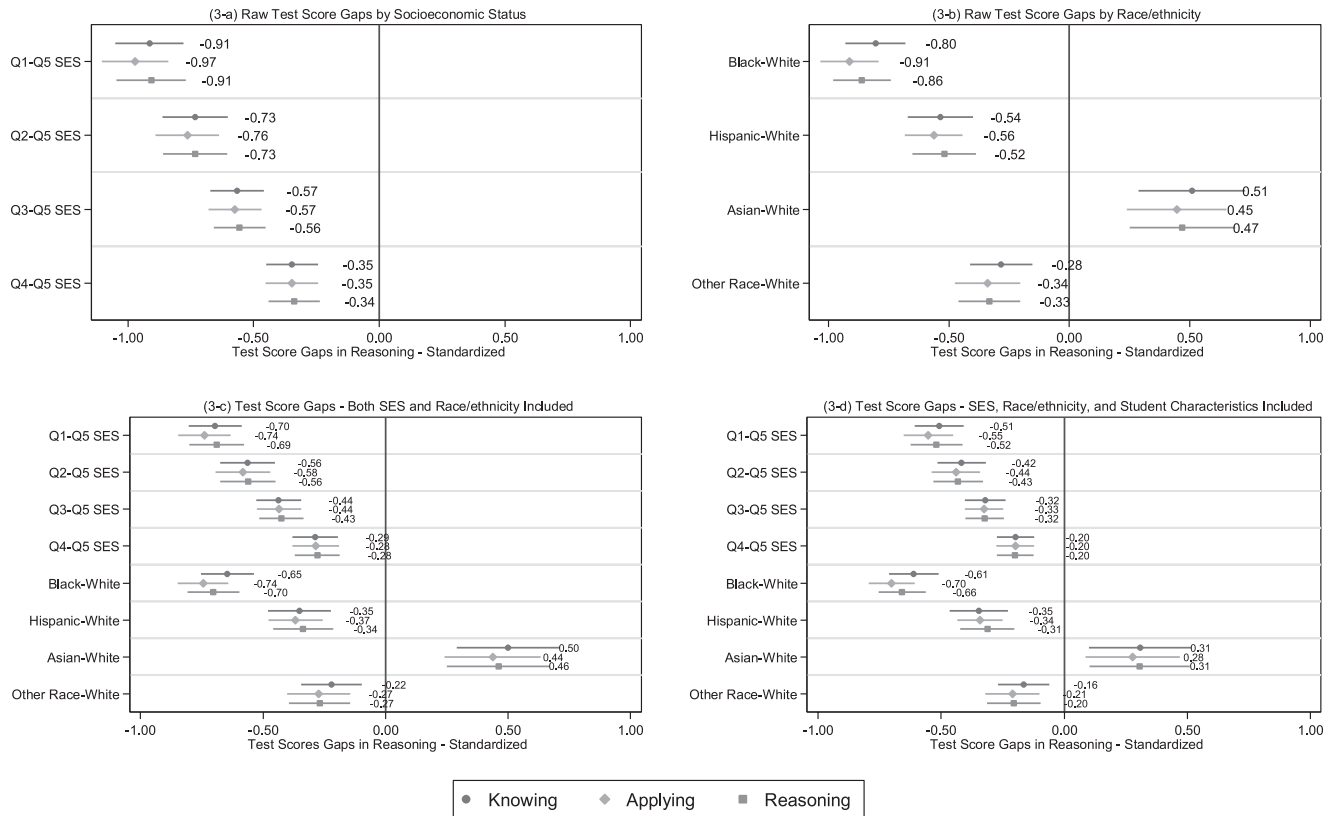 (3-a) Raw Test Score Gaps by Socioeconomic Status
Q1-Q5 SES
-0.91
-0.97
-0.91
Q2-Q5 SES
-0.73
-0.76
-0.73
Q3-Q5 SES
-0.57
-0.57
-0.56
Q4-Q5 SES
-0.35
-0.35
-0.34
-1.00 -0.50 0.00 0.50 1.00
Test Score Gaps in Reasoning - Standardized
(3-b) Raw Test Score Gaps by Race/ethnicity
Black-White
-0.80
-0.91
-0.86
Hispanic-White
-0.54
-0.56
-0.52
Asian-White
0.51
0.45
0.47
Other Race-White
-0.28
-0.34
-0.33
-1.00 -0.50 0.00 0.50 1.00
Test Score Gaps in Reasoning - Standardized
(3-c) Test Score Gaps - Both SES and Race/ethnicity Included
Q1-Q5 SES
-0.70
-0.74
-0.69
Q2-Q5 SES
-0.56
-0.58
-0.56
Q3-Q5 SES
-0.44
-0.44
-0.43
Q4-Q5 SES
-0.29
-0.28
-0.28
Black-White
-0.65
-0.74
-0.70
Hispanic-White
-0.35
-0.37
-0.34
Asian-White
0.50
0.44
0.46
Other Race-White
-0.22
-0.27
-0.27
-1.00 -0.50 0.00 0.50 1.00
Test Scores Gaps in Reasoning - Standardized
(3-d) Test Score Gaps - SES, Race/ethnicity, and Student Characteristics Included
Q1-Q5 SES
-0.51
-0.55
-0.52
Q2-Q5 SES
-0.42
-0.44
-0.43
Q3-Q5 SES
-0.32
-0.33
-0.32
Q4-Q5 SES
-0.20
-0.20
-0.20
Black-White
-0.61
-0.70
-0.66
Hispanic-White
-0.35
-0.34
-0.31
Asian-White
0.31
0.28
0.31
Other Race-White
-0.16
-0.21
-0.20
-1.00 -0.50 0.00 0.50 1.00
Test Scores Gaps in Reasoning - Standardized
Knowing Applying Reasoning